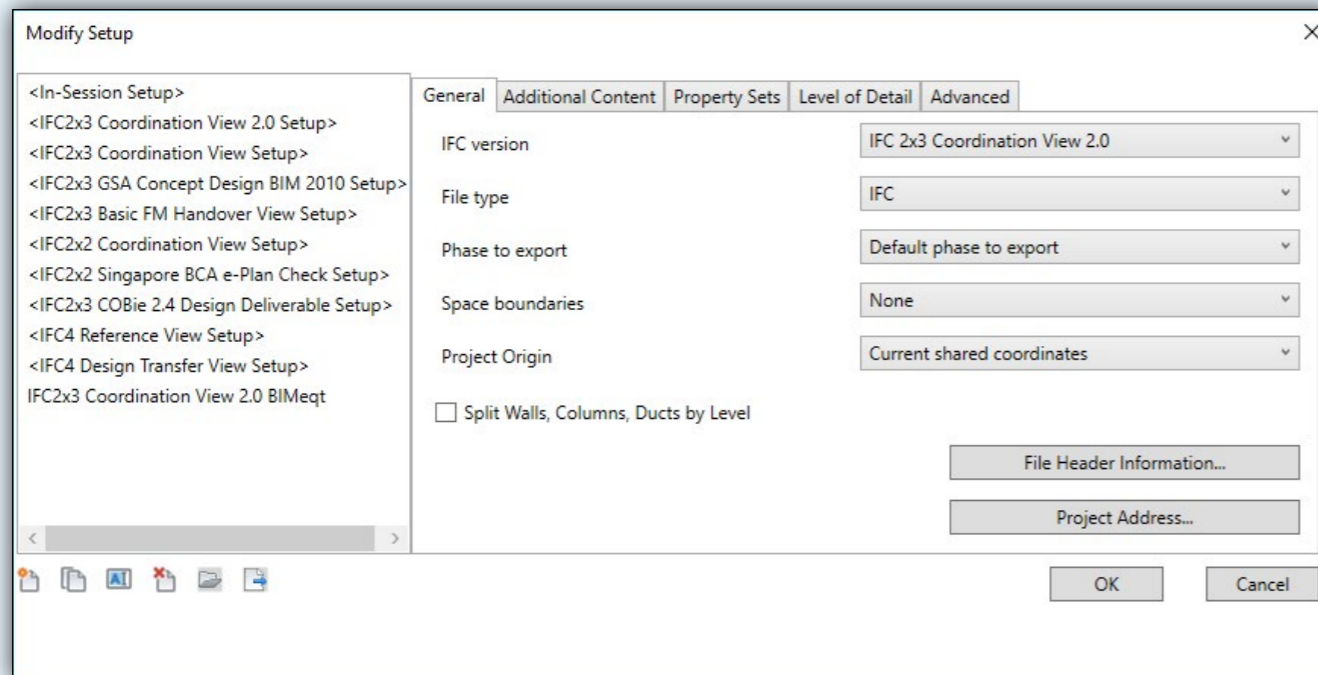 Modify Setup
<In-Session Setup>
<IFC2x3 Coordination View 2.0 Setup>
<IFC2x3 Coordination View Setup>
<IFC2x3 GSA Concept Design BIM 2010 Setup>
<IFC2x3 Basic FM Handover View Setup>
<IFC2x2 Coordination View Setup>
<IFC2x2 Singapore BCA e-Plan Check Setup>
<IFC2x3 COBie 2.4 Design Deliverable Setup>
<IFC4 Reference View Setup>
<IFC4 Design Transfer View Setup>
IFC2x3 Coordination View 2.0 BIMeqt
General Additional Content Property Sets Level of Detail Advanced
IFC version IFC 2x3 Coordination View 2.0
File type IFC
Phase to export Default phase to export
Space boundaries None
Project Origin Current shared coordinates
Split Walls, Columns, Ducts by Level
File Header Information...
Project Address...
AI
OK Cancel